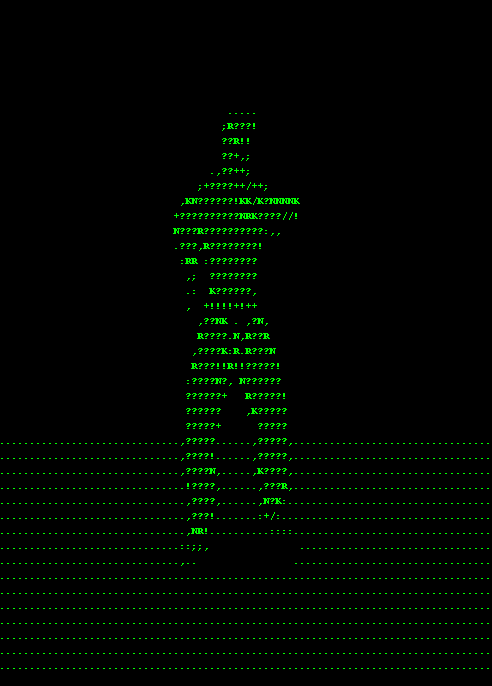 .....
;R???!
??R!!
??+,;
.,??++;
;+????++/++;
,KN??????!KK/K?NNNNK
+??????????NRK????//!
N???R??????????:,,
.???,R????????!
:RR :????????
,; ????????
.: K??????,
, +!!!!+!++
,??NK . ,?N,
R????.N,R??R
,????K:R.R???N
R???!!R!!?????!
:????N?, N??????
??????+ R?????!
?????? ,K?????
?????+ ?????
..............................,?????......,?????,.................................
..............................,????!......,?????,.................................
..............................,????N,.....,K????,.................................
...............................!????,......,???R,.................................
...............................,????,......,N?K:..................................
...............................,???!.......:+/:...................................
...............................,NR!..........::::.................................
..............................::;;, ................................
..............................,.. .................................
..................................................................................
..................................................................................
..................................................................................
..................................................................................
..................................................................................
..................................................................................
..................................................................................